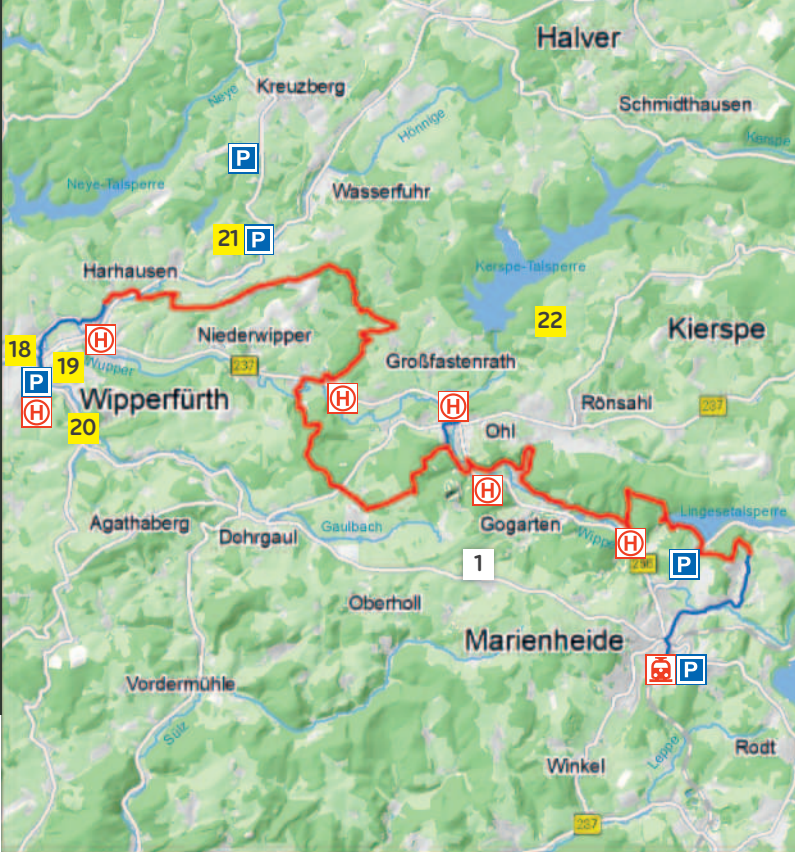 Halver
Kreuzberg
Neye
Schmidthausen
Hönnige
Kerspe
P
Neye-Talsperre
Wasserfuhr
21 P
Kerspe-Talsperre
Harhausen
22
Kierspe
Niederwipper
H
18
19
Wupper
237
Großfastenrath
P
Wipperfürth
H
H
H
Rönsahl
237
20
Ohl
H
Agathaberg
Dohrgaul
Gaulbach
Gogarten
Lingesetalsperre
Wipper
H
256
P
1
Oberholl
Marienheide
P
Vordermühle
Sülz
Leppe
Rodt
Winkel
237